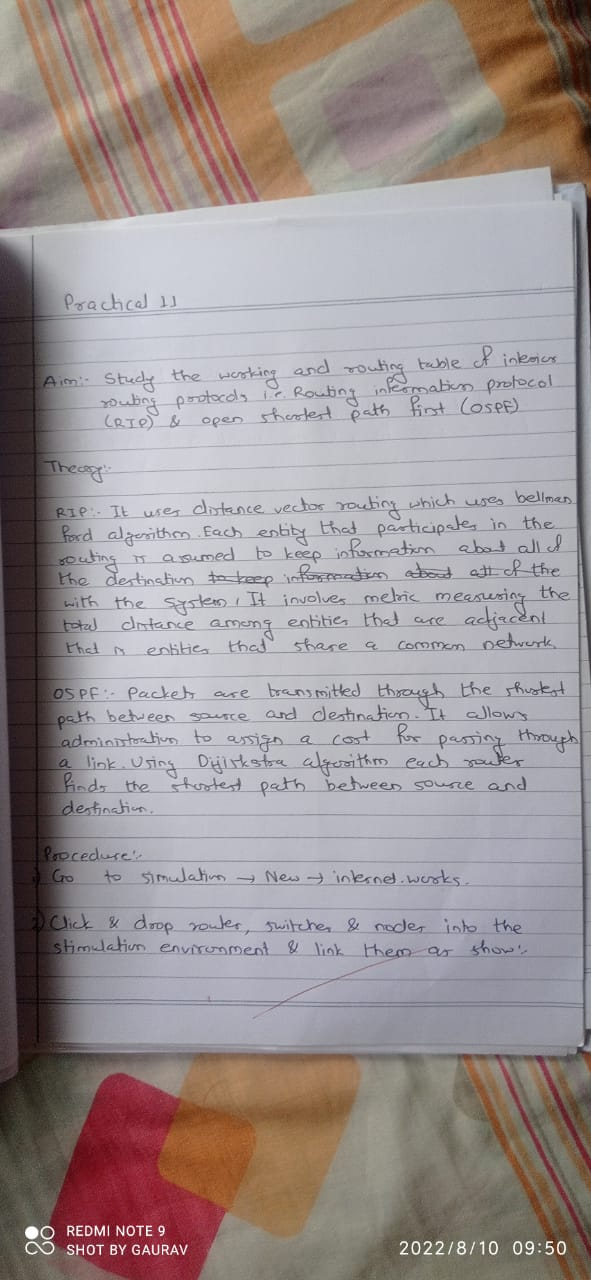 Practical 11
Aim:- Study the working and routing table of interior
routing protocols i.e. Routing information protocol
(RIP) & open shortest path first (OSPF)
Theory:-
RIP:- It uses distance vector routing which uses bellman
ford algorithm. Each entity that participates in the
routing is assumed to keep information about all of
the destination to keep information about all of the
with the system. It involves metric measuring the
total distance among entities that are adjacent
that is entities that share a common network
OSPF:- Packets are transmitted through the shortest
path between source and destination. It allows
administration to assign a cost for passing through
a link. Using Dijikstra algorithm each router
finds the shortest path between source and
destination.
Procedure:-
1) Go to simulation → New → internet.works.
2) Click & drop router, switches & nodes into the
stimulation environment & link them as show:-
REDMI NOTE 9
SHOT BY GAURAV
2022/8/10 09:50